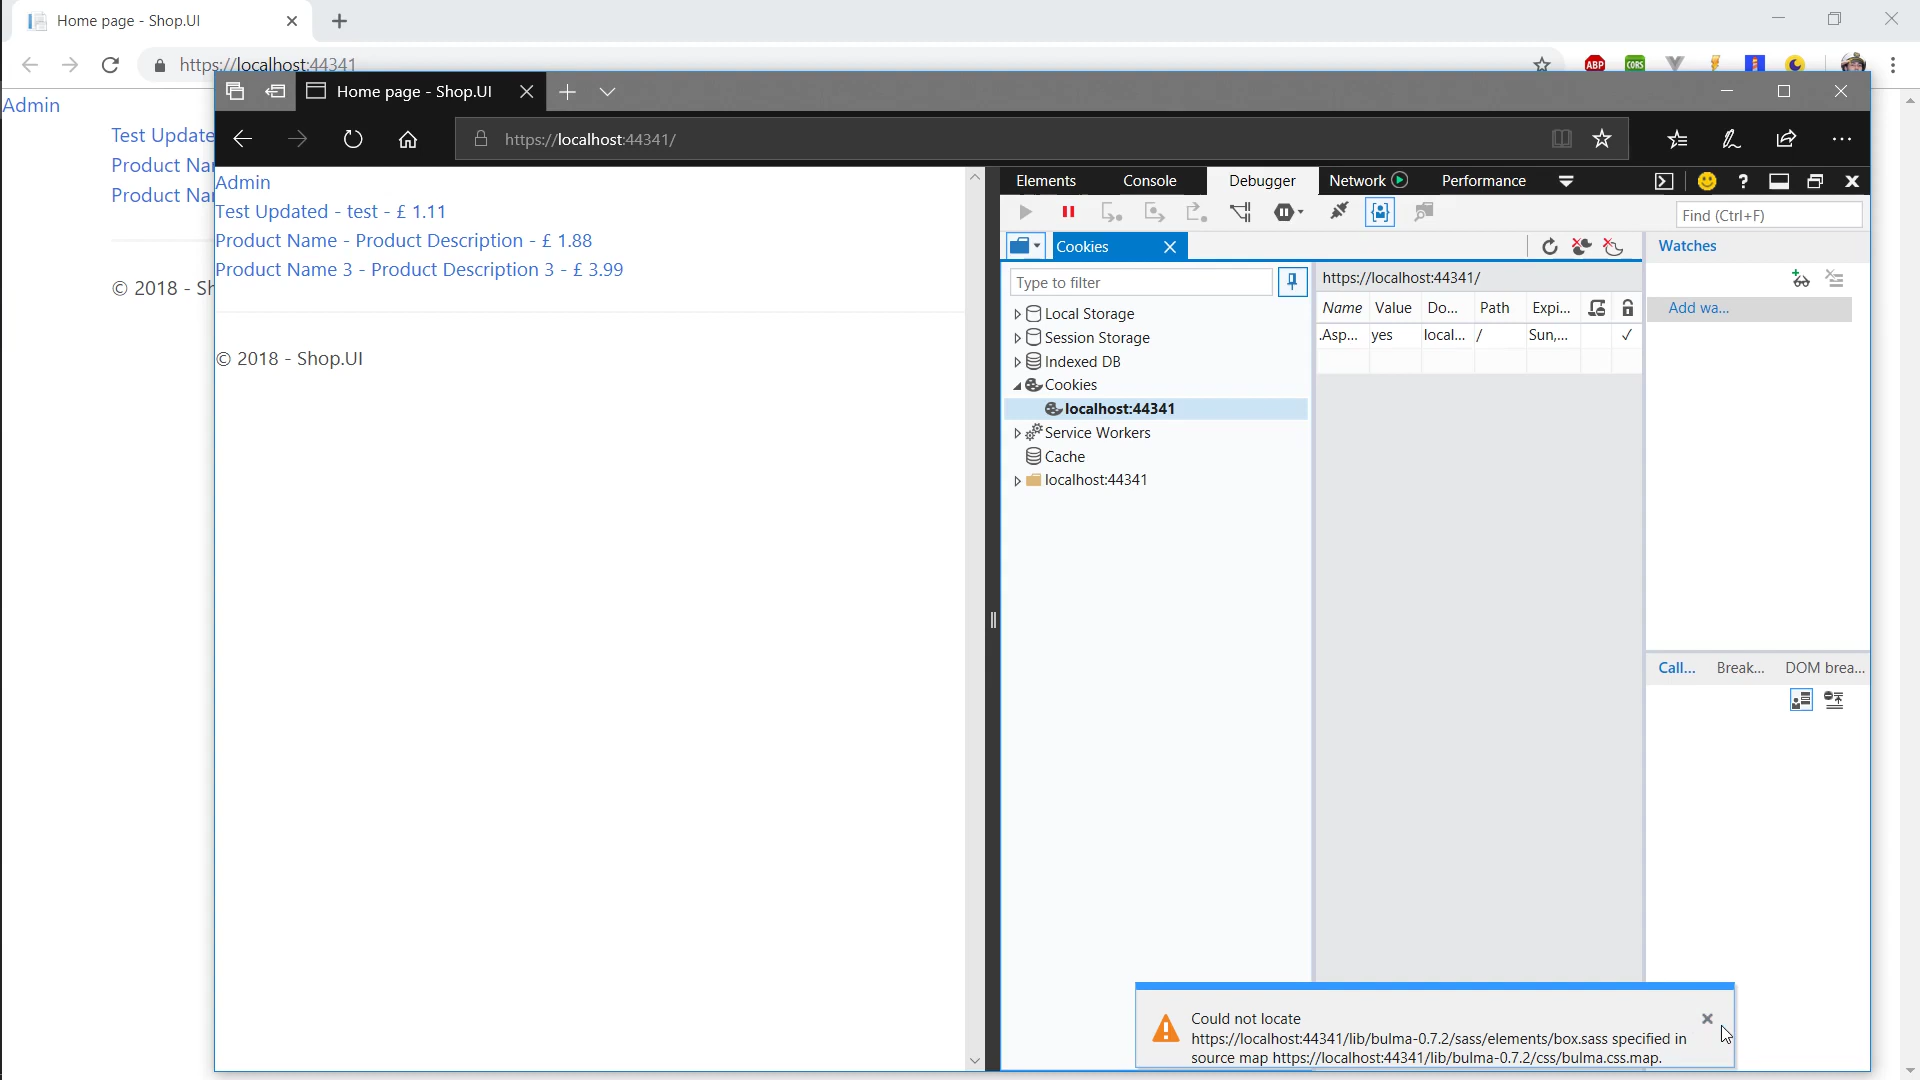 Home page - Shop.UI
https://localhost:44341
ABP
CORS
Admin
Test Update
Product Na
Product Na
© 2018 - Sh
Home page - Shop.UI
https://localhost:44341/
Admin
Test Updated - test - £ 1.11
Product Name - Product Description - £ 1.88
Product Name 3 - Product Description 3 - £ 3.99
© 2018 - Shop.UI
Elements Console Debugger Network Performance
Find (Ctrl+F)
Cookies
Type to filter
Local Storage
Session Storage
Indexed DB
Cookies
localhost:44341
Service Workers
Cache
localhost:44341
https://localhost:44341/
Name Value Do... Path Expi...
.Asp... yes local... / Sun,... ✓
Watches
Add wa...
Call... Break... DOM brea...
Could not locate
https://localhost:44341/lib/bulma-0.7.2/sass/elements/box.sass specified in
source map https://localhost:44341/lib/bulma-0.7.2/css/bulma.css.map.